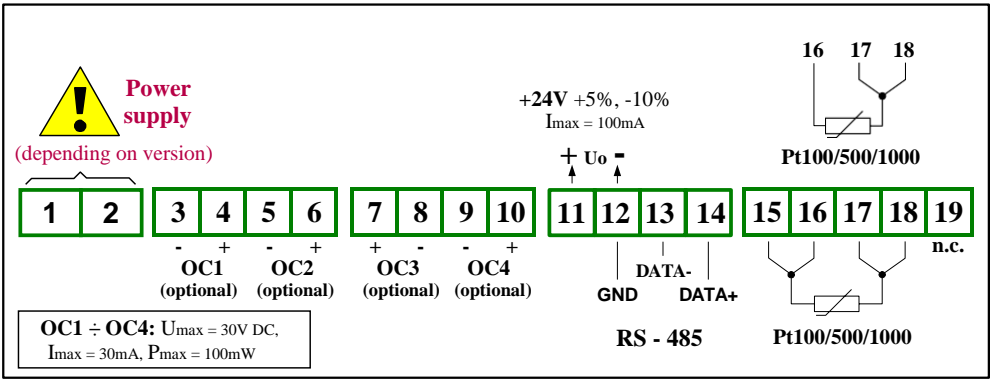 16 17 18
Power
supply
(depending on version)
+24V +5%, -10%
Imax = 100mA
+ Uo -
Pt100/500/1000
1 2 3 4 5 6 7 8 9 10 11 12 13 14 15 16 17 18 19
- + - + + - - + n.c.
OC1 OC2 OC3 OC4
(optional) (optional) (optional) (optional)
DATA-
GND DATA+
RS - 485
Pt100/500/1000
OC1 ÷ OC4: Umax = 30V DC,
Imax = 30mA, Pmax = 100mW